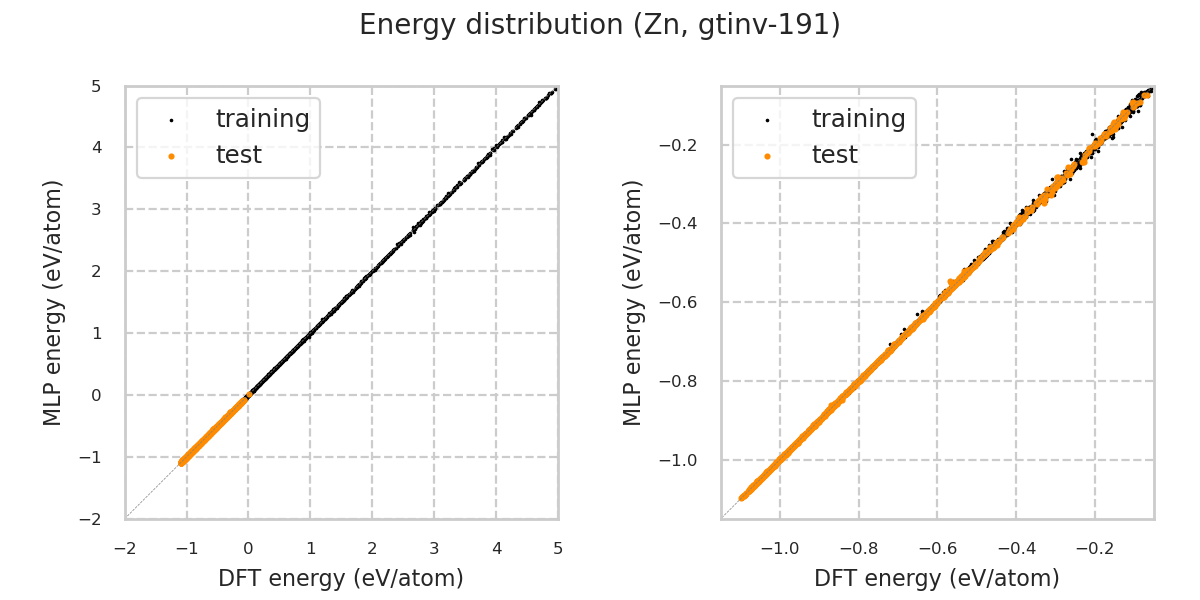 Energy distribution (Zn, gtinv-191)
training
test
5
4
3
2
1
0
−1
−2
−2 −1 0 1 2 3 4 5
DFT energy (eV/atom)
MLP energy (eV/atom)
training
test
−0.2
−0.4
−0.6
−0.8
−1.0
−1.0 −0.8 −0.6 −0.4 −0.2
DFT energy (eV/atom)
MLP energy (eV/atom)